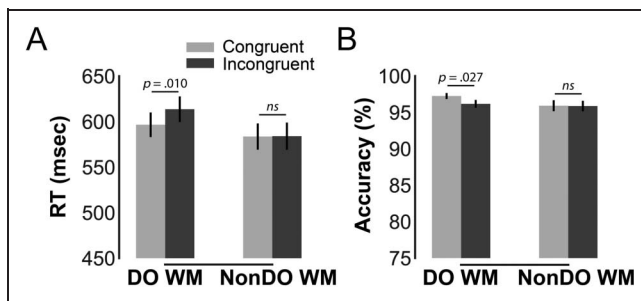 A
Congruent
Incongruent
B
RT (msec)
650
600
550
500
450
p = .010
ns
DO WM
NonDO WM
Accuracy (%)
100
95
90
85
80
75
p = .027
ns
DO WM
NonDO WM